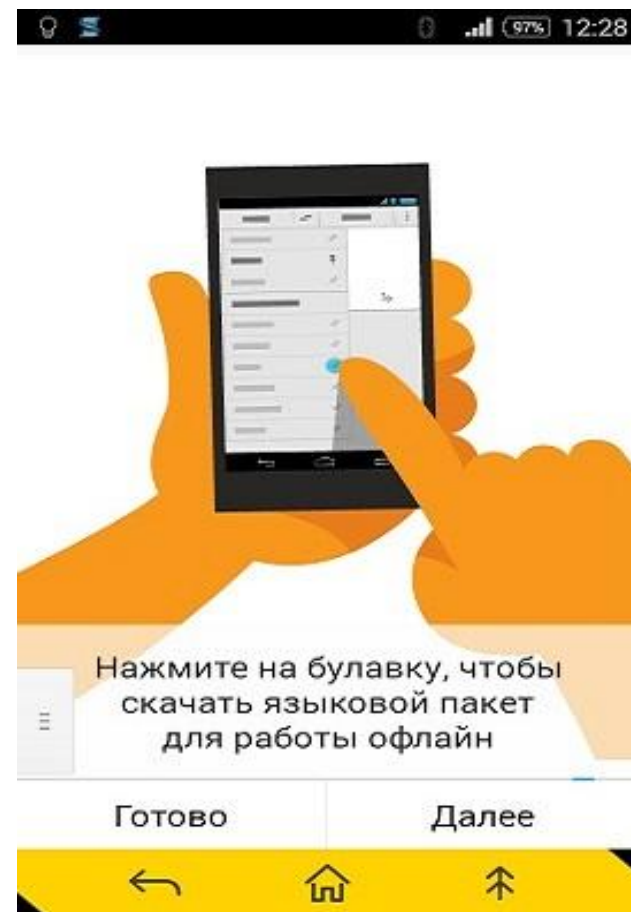 97% 12:28
Нажмите на булавку, чтобы
скачать языковой пакет
для работы офлайн
Готово Далее